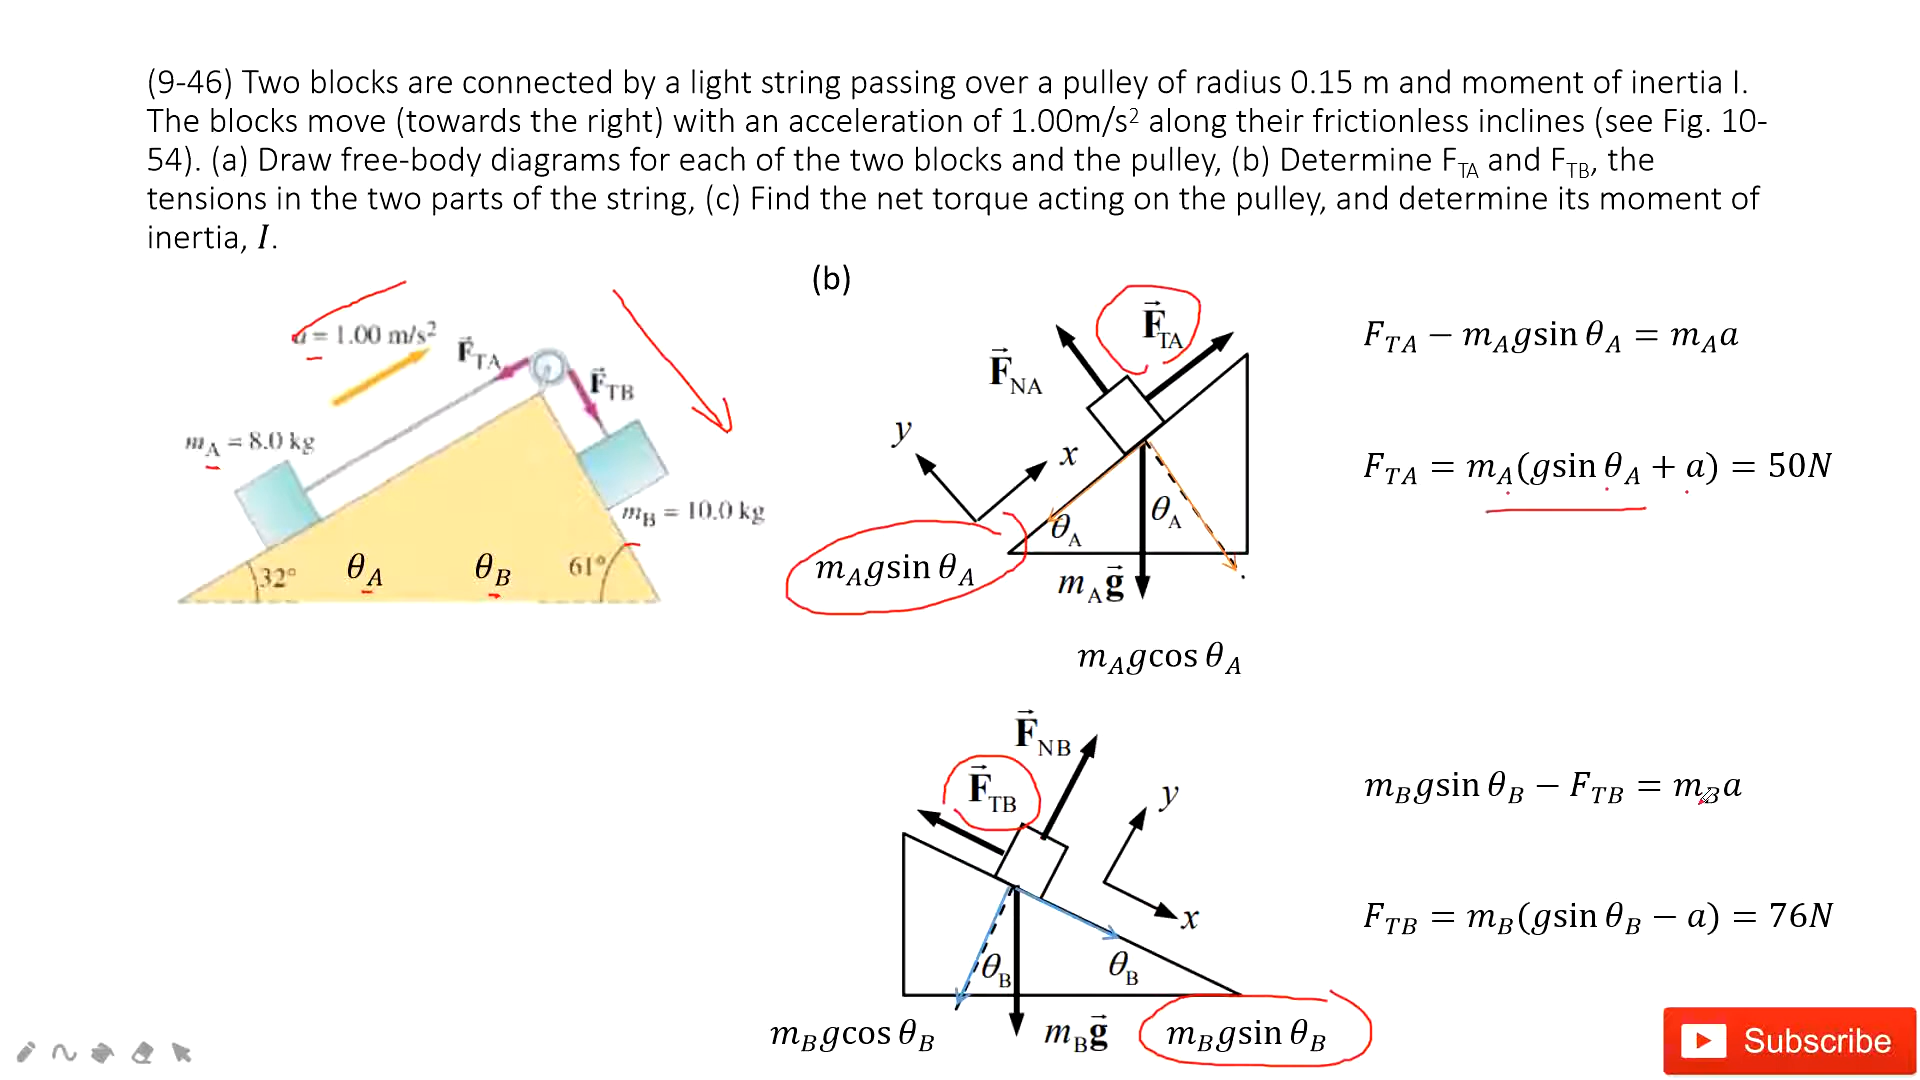 (9-46) Two blocks are connected by a light string passing over a pulley of radius 0.15 m and moment of inertia I.
The blocks move (towards the right) with an acceleration of 1.00m/s² along their frictionless inclines (see Fig. 10-
54). (a) Draw free-body diagrams for each of the two blocks and the pulley, (b) Determine F_TA and F_TB, the
tensions in the two parts of the string, (c) Find the net torque acting on the pulley, and determine its moment of
inertia, I.
a = 1.00 m/s²
F⃗_TA
F⃗_TB
m_A = 8.0 kg
m_B = 10.0 kg
32°
θ_A
θ_B
61°
(b)
F⃗_TA
F⃗_NA
y
x
θ_A
θ_A
m_A g sin θ_A
m_A g⃗
m_A g cos θ_A
F_TA − m_A g sin θ_A = m_A a
F_TA = m_A(g sin θ_A + a) = 50N
F⃗_NB
F⃗_TB
y
x
θ_B
θ_B
m_B g cos θ_B
m_B g⃗
m_B g sin θ_B
m_B g sin θ_B − F_TB = m_B a
F_TB = m_B(g sin θ_B − a) = 76N
Subscribe